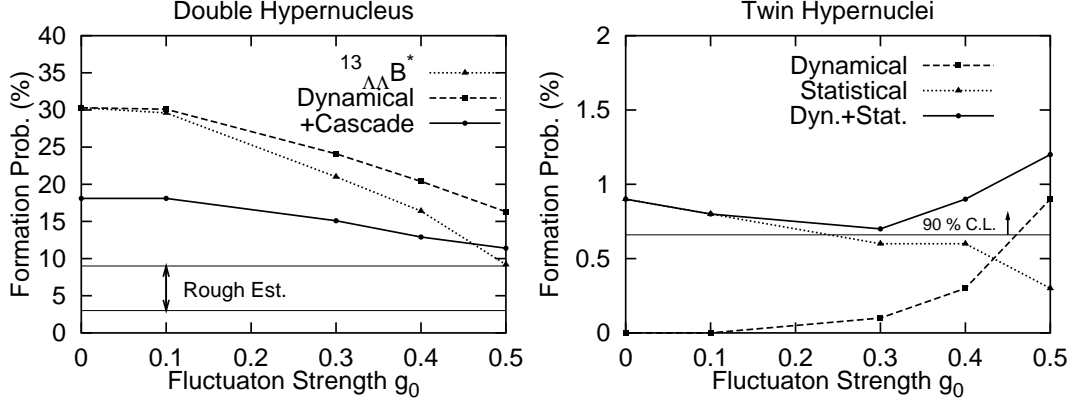 Double Hypernucleus
Formation Prob. (%)
40
35
30
25
20
15
10
5
0
0
0.1
0.2
0.3
0.4
0.5
Fluctuaton Strength g₀
¹³ΛΛB*
Dynamical
+Cascade
Rough Est.
Twin Hypernuclei
Formation Prob. (%)
2
1.5
1
0.5
0
0
0.1
0.2
0.3
0.4
0.5
Fluctuaton Strength g₀
Dynamical
Statistical
Dyn.+Stat.
90 % C.L.